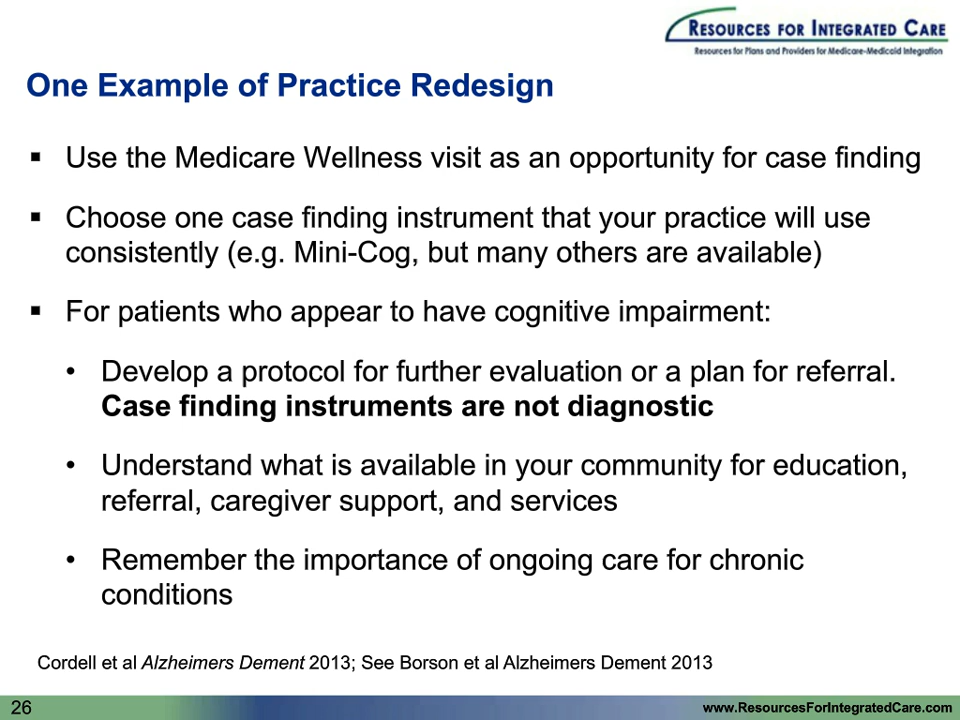 RESOURCES FOR INTEGRATED CARE
Resources for Plans and Providers for Medicare-Medicaid Integration
One Example of Practice Redesign
▪ Use the Medicare Wellness visit as an opportunity for case finding
▪ Choose one case finding instrument that your practice will use
consistently (e.g. Mini-Cog, but many others are available)
▪ For patients who appear to have cognitive impairment:
• Develop a protocol for further evaluation or a plan for referral.
Case finding instruments are not diagnostic
• Understand what is available in your community for education,
referral, caregiver support, and services
• Remember the importance of ongoing care for chronic
conditions
Cordell et al Alzheimers Dement 2013; See Borson et al Alzheimers Dement 2013
26
www.ResourcesForIntegratedCare.com